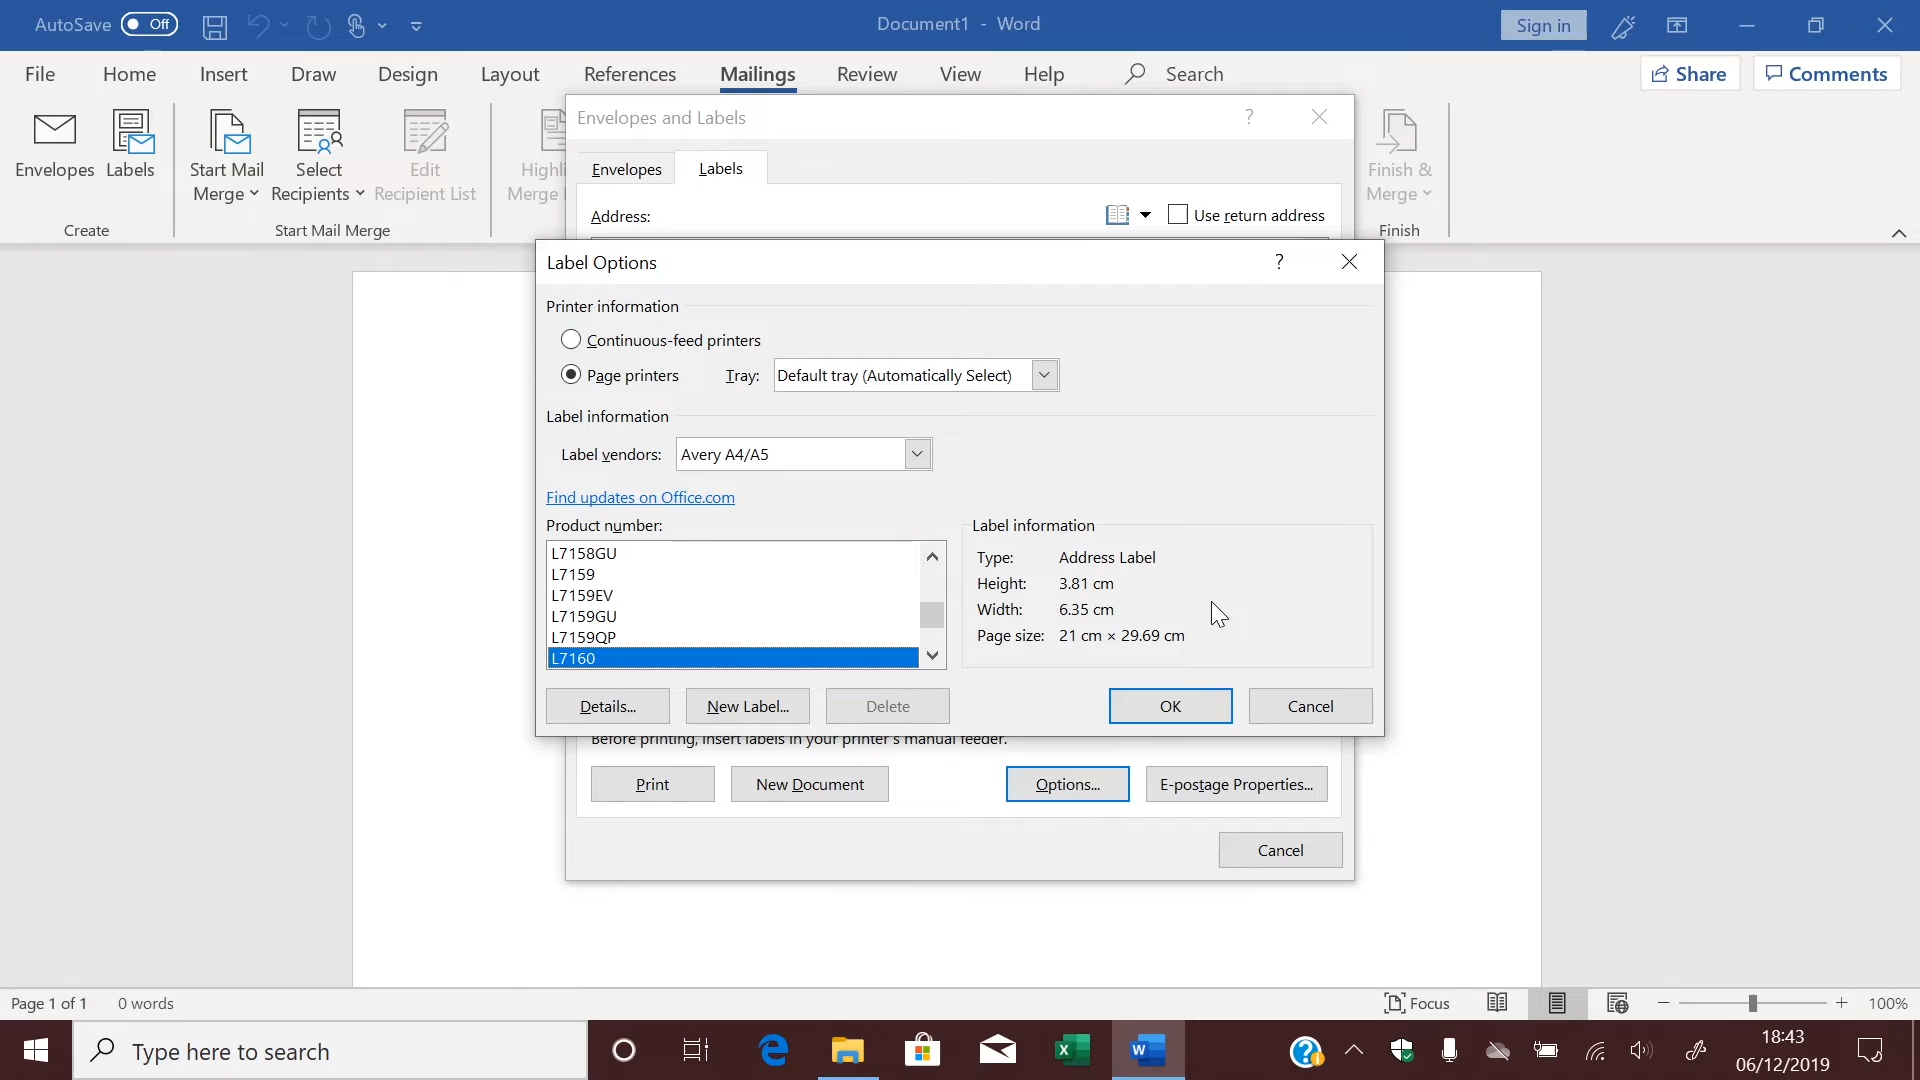 AutoSave Off
Document1 - Word
Sign in
File Home Insert Draw Design Layout References Mailings Review View Help Search
Share
Comments
Envelopes
Labels
Start Mail
Merge
Select
Recipients
Edit
Recipient List
Highli
Merge
Finish &
Merge
Create
Start Mail Merge
Finish
Envelopes and Labels
?
Envelopes
Labels
Address:
Use return address
Label Options
?
Printer information
Continuous-feed printers
Page printers
Tray:
Default tray (Automatically Select)
Label information
Label vendors:
Avery A4/A5
Find updates on Office.com
Product number:
L7158GU
L7159
L7159EV
L7159GU
L7159QP
L7160
Label information
Type: Address Label
Height: 3.81 cm
Width: 6.35 cm
Page size: 21 cm × 29.69 cm
Details...
New Label...
Delete
OK
Cancel
Before printing, insert labels in your printer's manual feeder.
Print
New Document
Options...
E-postage Properties...
Cancel
Page 1 of 1
0 words
Focus
100%
Type here to search
18:43
06/12/2019